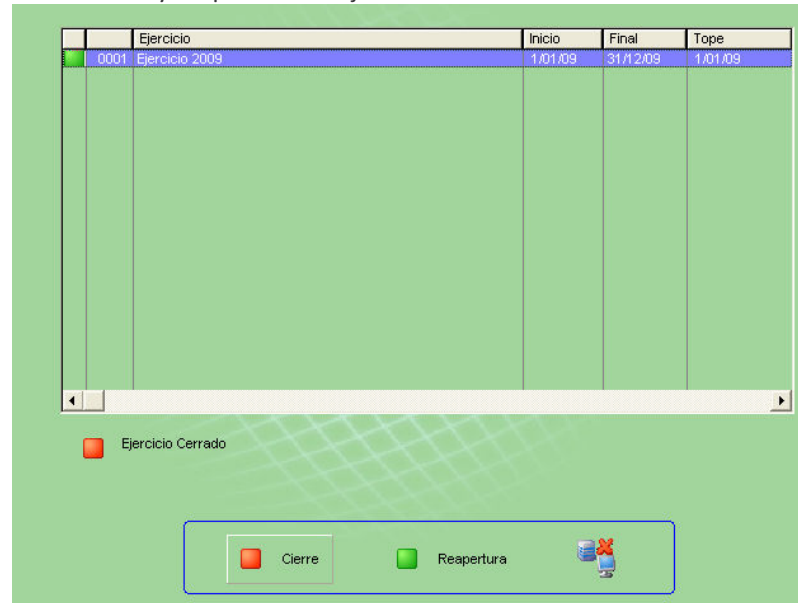 Ejercicio Inicio Final Tope
0001 Ejercicio 2009 1/01/09 31/12/09 1/01/09
Ejercicio Cerrado
Cierre Reapertura